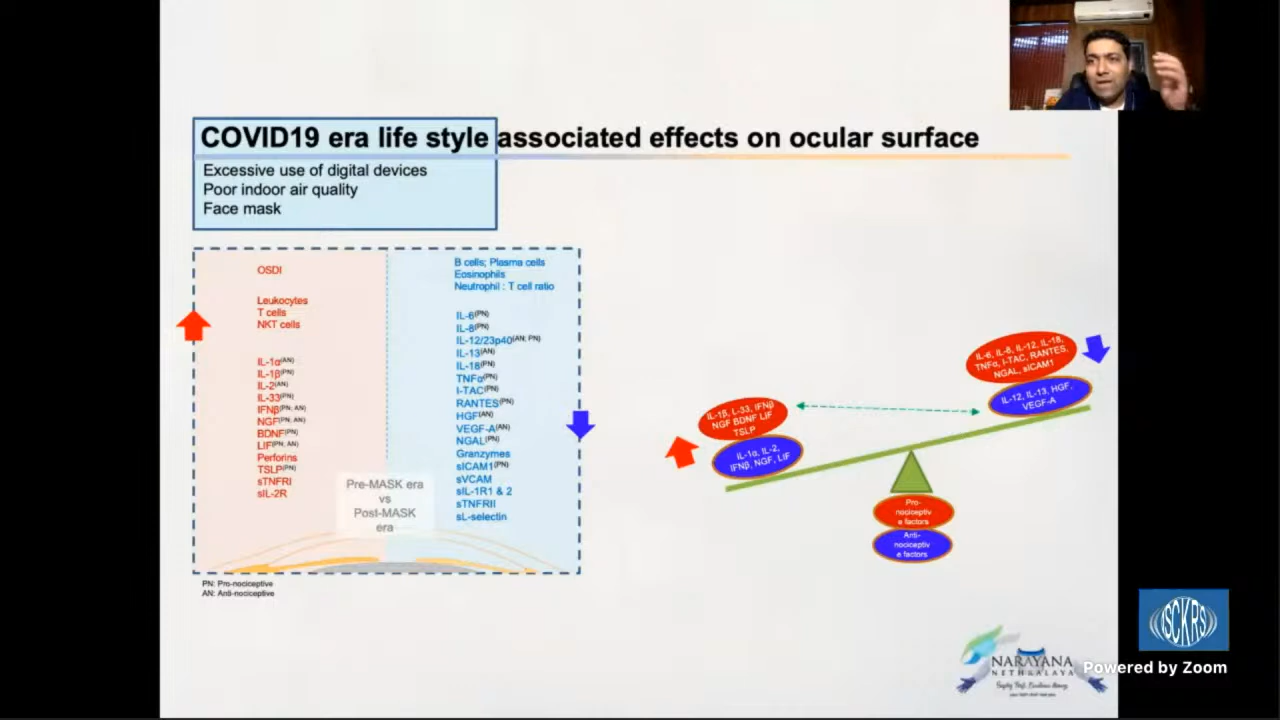 COVID19 era life style associated effects on ocular surface
Excessive use of digital devices
Poor indoor air quality
Face mask
OSDI
Leukocytes
T cells
NKT cells
IL-1α(AN)
IL-1β(PN)
IL-2(AN)
IL-33(PN)
IFNβ(PN; AN)
NGF(PN; AN)
BDNF(PN)
LIF(PN; AN)
Perforins
TSLP(PN)
sTNFRI
sIL-2R
B cells; Plasma cells
Eosinophils
Neutrophil : T cell ratio
IL-6(PN)
IL-8(PN)
IL-12/23p40(AN; PN)
IL-13(AN)
IL-18(PN)
TNFα(PN)
I-TAC(PN)
RANTES(PN)
HGF(AN)
VEGF-A(AN)
NGAL(PN)
Granzymes
sICAM1(PN)
sVCAM
sIL-1R1 & 2
sTNFRII
sL-selectin
Pre-MASK era
vs
Post-MASK
era
PN: Pro-nociceptive
AN: Anti-nociceptive
IL-1β, L-33, IFNβ
NGF BDNF LIF
TSLP
IL-1α, IL-2,
IFNβ, NGF, LIF
IL-6, IL-8, IL-12, IL-18,
TNFα, I-TAC, RANTES,
NGAL, sICAM1
IL-12, IL-13, HGF,
VEGF-A
Pro-
nociceptiv
e factors
Anti-
nociceptiv
e factors
NARAYANA
NETHRALAYA
ISCKRS
Powered by Zoom